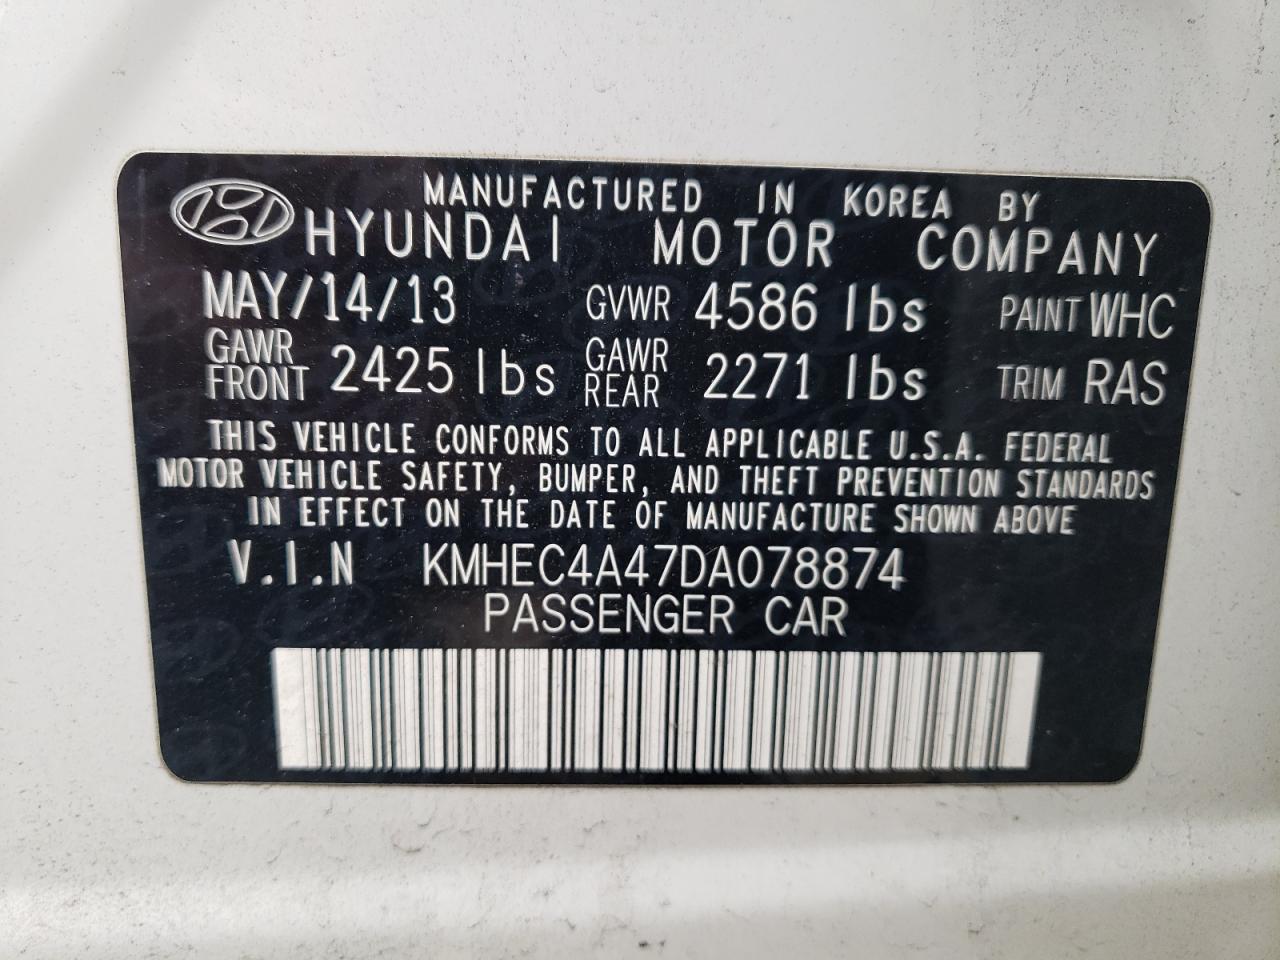 MANUFACTURED IN KOREA BY
HYUNDAI MOTOR COMPANY
MAY/14/13 GVWR 4586 lbs PAINT WHC
GAWR FRONT 2425 lbs GAWR REAR 2271 lbs TRIM RAS
THIS VEHICLE CONFORMS TO ALL APPLICABLE U.S.A. FEDERAL
MOTOR VEHICLE SAFETY, BUMPER, AND THEFT PREVENTION STANDARDS
IN EFFECT ON THE DATE OF MANUFACTURE SHOWN ABOVE
V.I.N KMHEC4A47DA078874
PASSENGER CAR